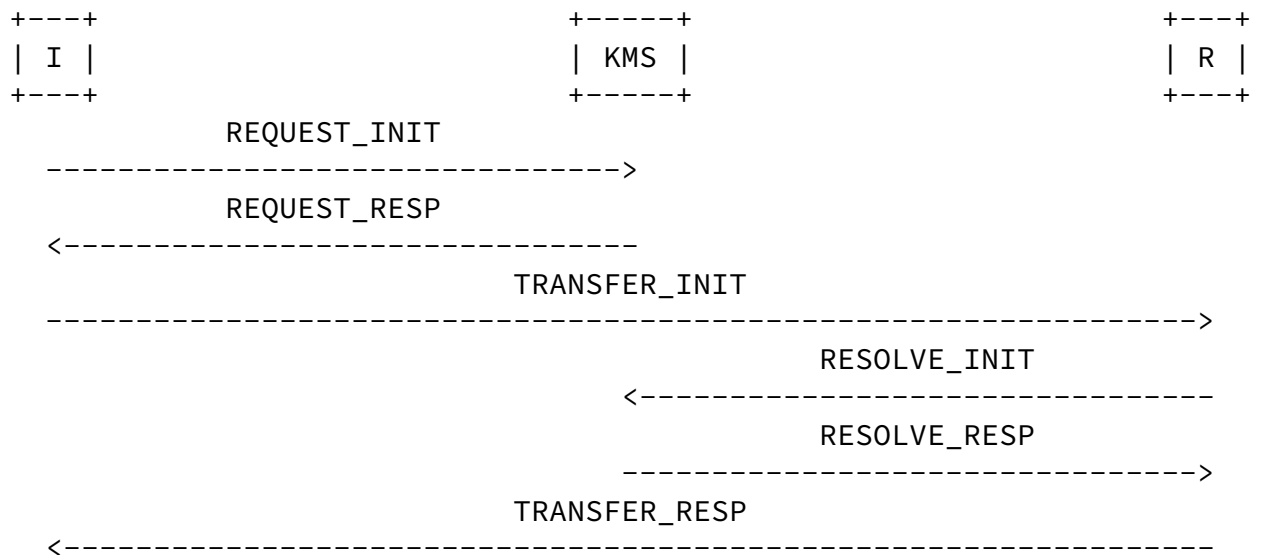 +---+ +-----+ +---+
| I | | KMS | | R |
+---+ +-----+ +---+
REQUEST_INIT
-------------------------------->
REQUEST_RESP
<--------------------------------
TRANSFER_INIT
---------------------------------------------------------------->
RESOLVE_INIT
<--------------------------------
RESOLVE_RESP
-------------------------------->
TRANSFER_RESP
<----------------------------------------------------------------